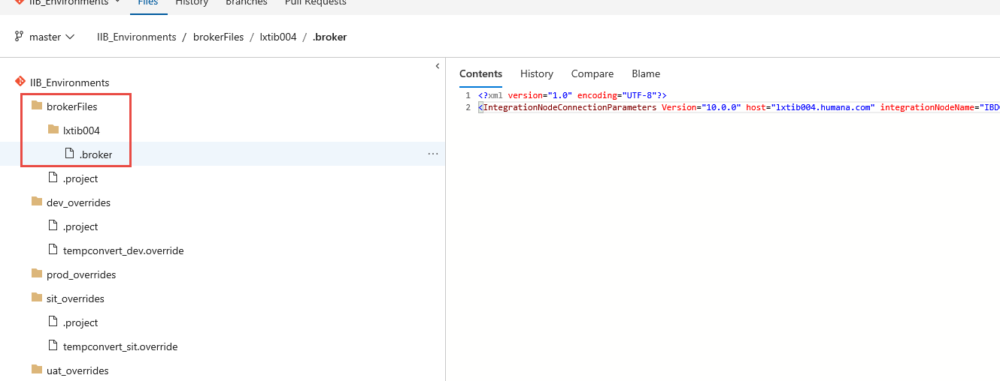 IIB_Environments Files History Branches Pull Requests
master IIB_Environments / brokerFiles / lxtib004 / .broker
IIB_Environments
brokerFiles
lxtib004
.broker
...
.project
dev_overrides
.project
tempconvert_dev.override
prod_overrides
sit_overrides
.project
tempconvert_sit.override
uat_overrides
Contents History Compare Blame
1 <?xml version="1.0" encoding="UTF-8"?>
2 <IntegrationNodeConnectionParameters Version="10.0.0" host="lxtib004.humana.com" integrationNodeName="IBD